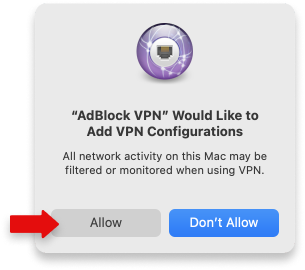 “AdBlock VPN” Would Like to
Add VPN Configurations
All network activity on this Mac may be
filtered or monitored when using VPN.
Allow
Don’t Allow